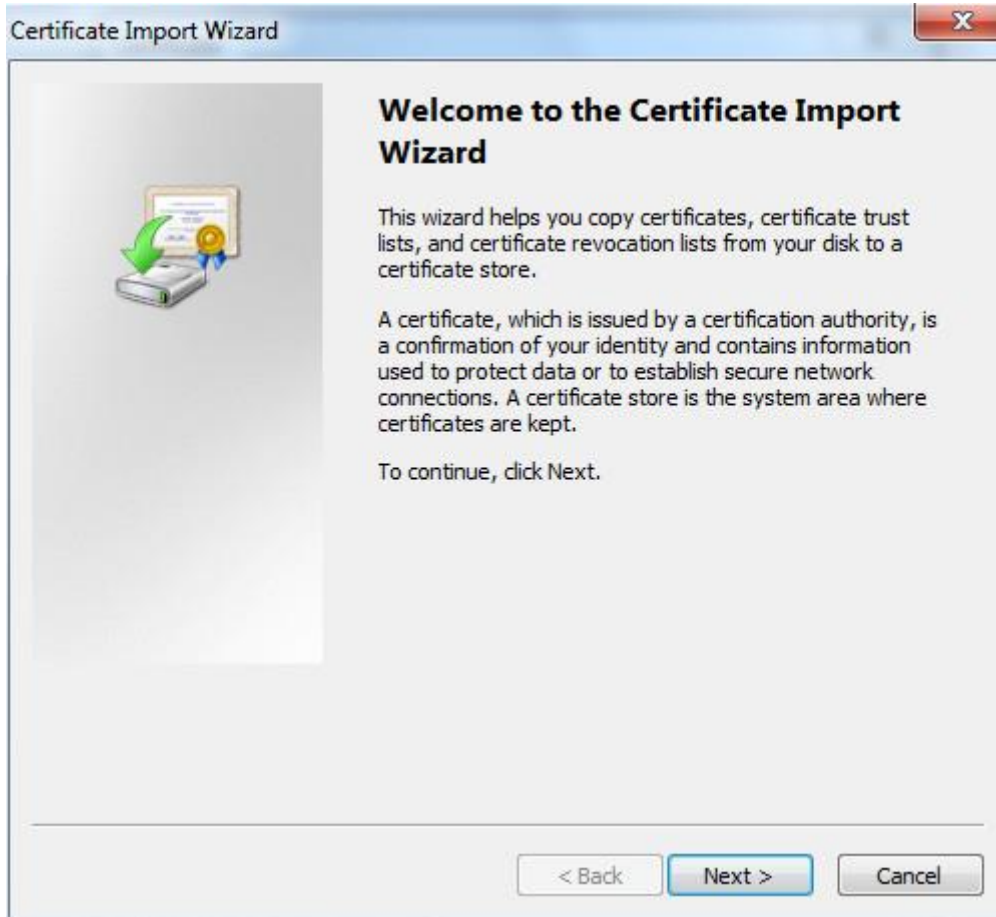 Certificate Import Wizard
X
Welcome to the Certificate Import
Wizard
This wizard helps you copy certificates, certificate trust
lists, and certificate revocation lists from your disk to a
certificate store.
A certificate, which is issued by a certification authority, is
a confirmation of your identity and contains information
used to protect data or to establish secure network
connections. A certificate store is the system area where
certificates are kept.
To continue, click Next.
< Back Next > Cancel